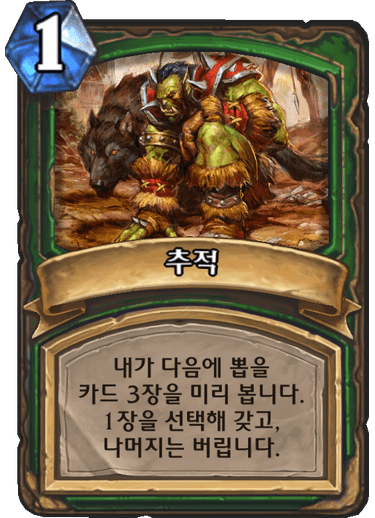 1
추적
내가 다음에 뽑을
카드 3장을 미리 봅니다.
1장을 선택해 갖고,
나머지는 버립니다.